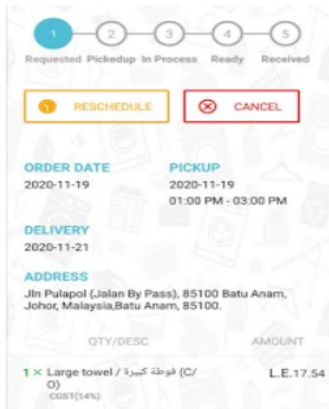 1 2 3 4 5
Requested Pickedup In Process Ready Received
RESCHEDULE CANCEL
ORDER DATE PICKUP
2020-11-19 2020-11-19
01:00 PM - 03:00 PM
DELIVERY
2020-11-21
ADDRESS
Jln Pulapol (Jalan By Pass), 85100 Batu Anam,
Johor, Malaysia,Batu Anam, 85100.
QTY/DESC AMOUNT
1 × Large towel / فوطة كبيرة (C/ L.E.17.54
O)
CGST(14%)